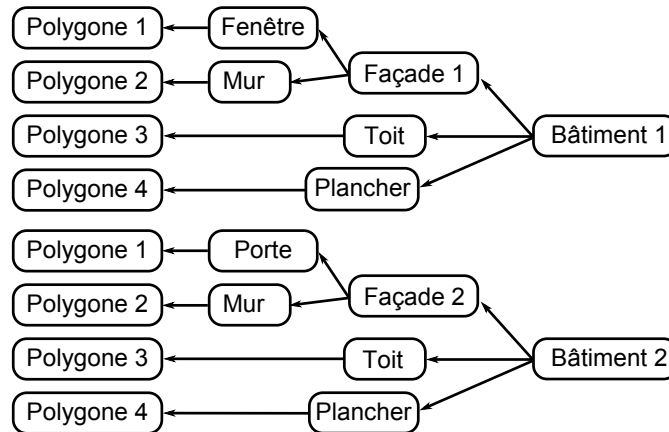 Polygone 1 Fenêtre
Polygone 2 Mur Façade 1
Polygone 3 Toit Bâtiment 1
Polygone 4 Plancher
Polygone 1 Porte
Polygone 2 Mur Façade 2
Polygone 3 Toit Bâtiment 2
Polygone 4 Plancher